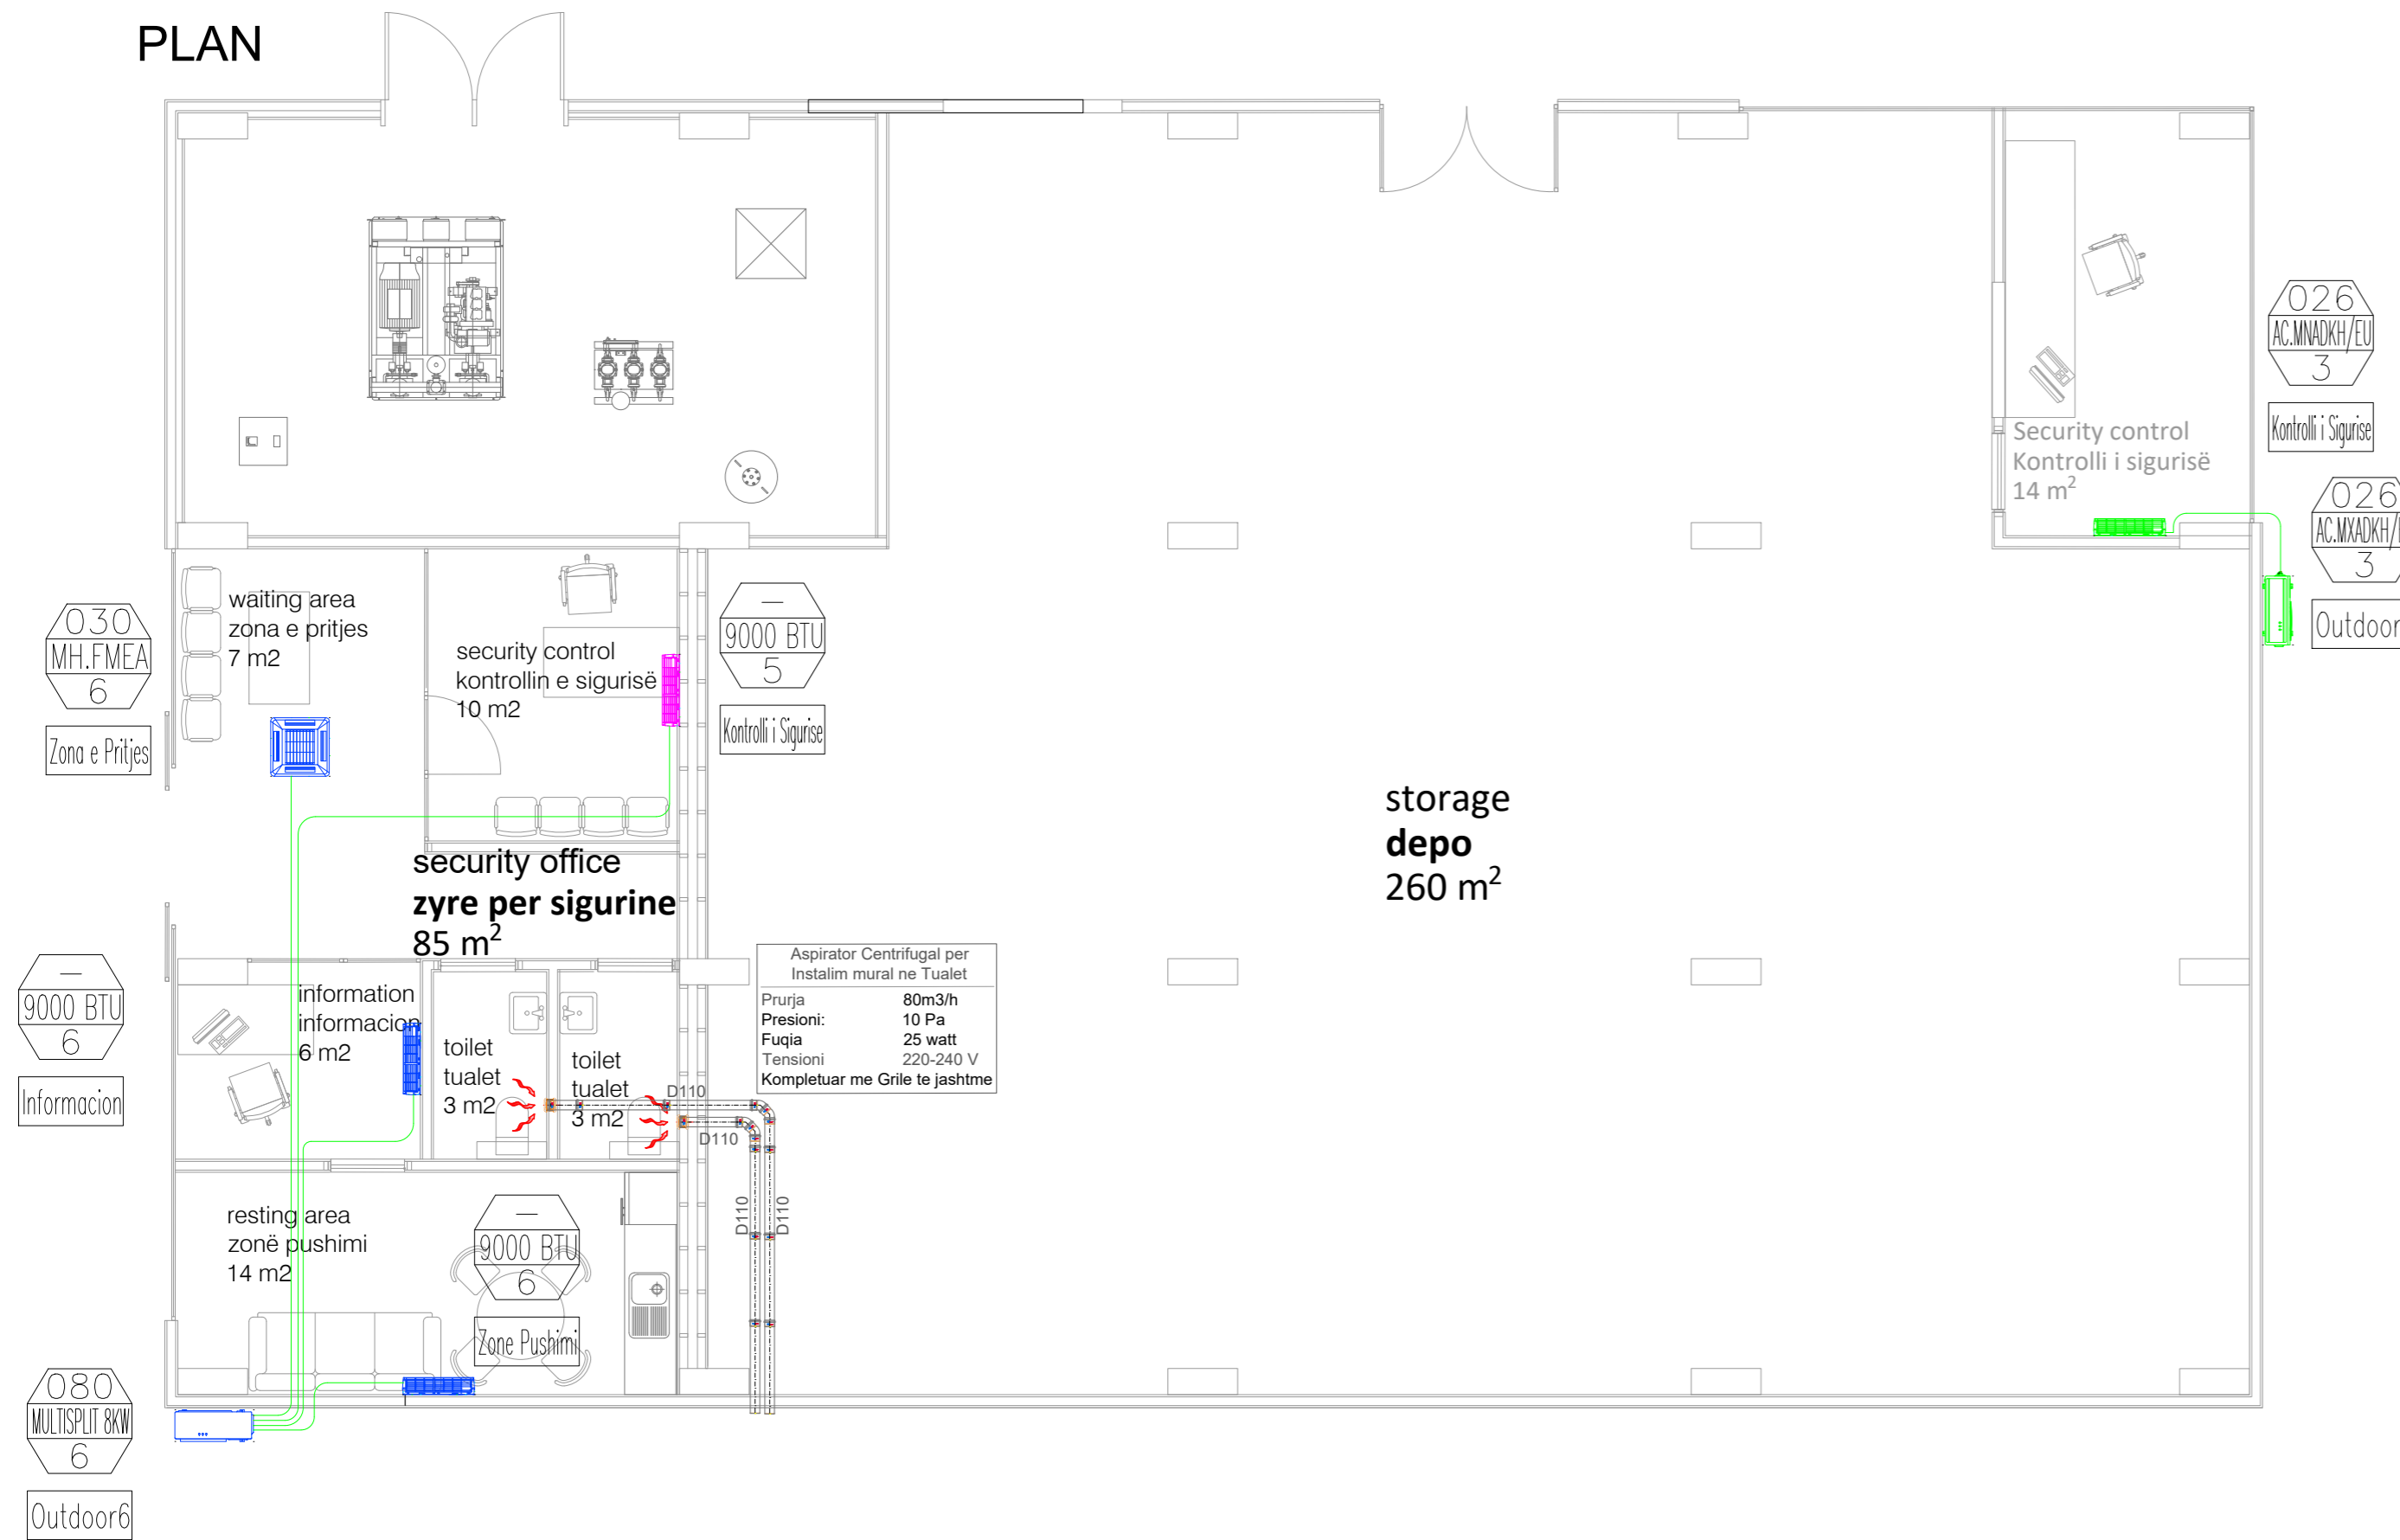 PLAN
026
AC.MNADKH/EU
3
Kontrolli i Sigurise
Security control
Kontrolli i sigurisë
14 m²
026
3
Outdoor
waiting area
zona e pritjes
7 m2
030
MH.FMEA
6
Zona e Pritjes
security control
kontrollin e sigurisë
10 m2
—
9000 BTU
5
Kontrolli i Sigurise
storage
depo
260 m²
security office
zyre per sigurine
85 m²
Aspirator Centrifugal per
Instalim mural ne Tualet
Prurja 80m3/h
Presioni: 10 Pa
Fuqia 25 watt
Tensioni 220-240 V
Kompletuar me Grile te jashtme
—
9000 BTU
6
Informacion
information
informacion
6 m2
toilet
tualet
3 m2
toilet
tualet
3 m2
D110
D110
D110
D110
resting area
zonë pushimi
14 m2
—
9000 BTU
6
Zone Pushimi
080
MULTISPLIT 8KW
6
Outdoor6